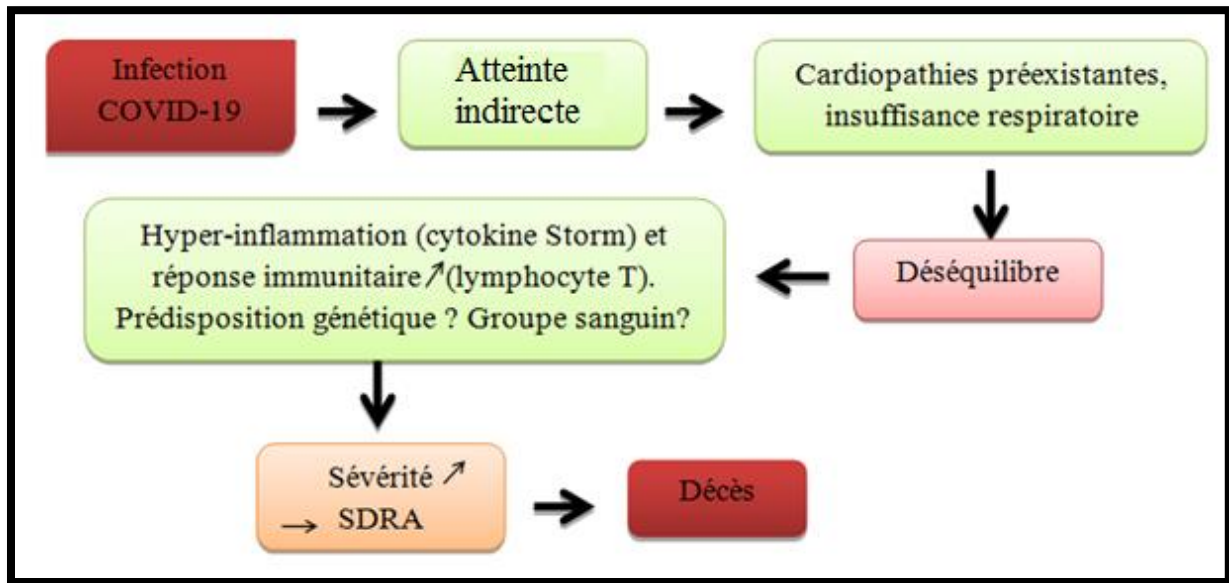 Infection
COVID-19
Atteinte
indirecte
Cardiopathies préexistantes,
insuffisance respiratoire
Déséquilibre
Hyper-inflammation (cytokine Storm) et
réponse immunitaire ↗ (lymphocyte T).
Prédisposition génétique ? Groupe sanguin?
Sévérité ↗
→ SDRA
Décès